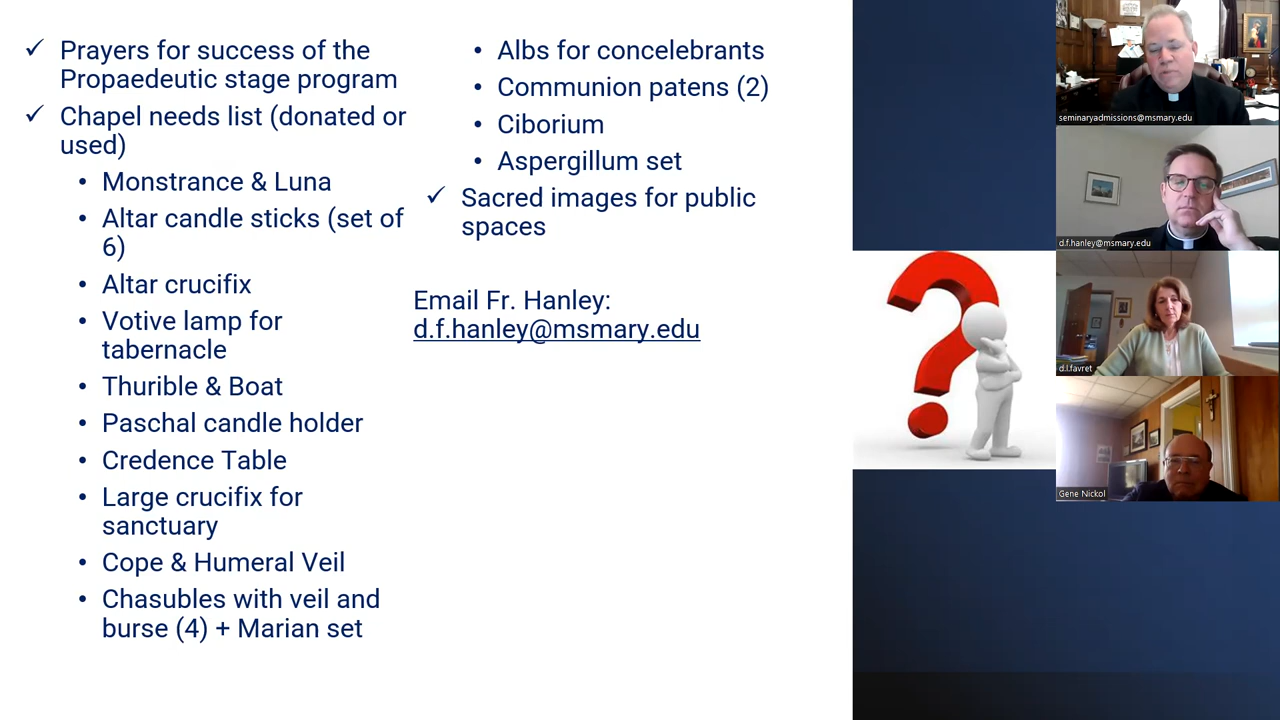 ✓ Prayers for success of the
Propaedeutic stage program
✓ Chapel needs list (donated or
used)
• Monstrance & Luna
• Altar candle sticks (set of
6)
• Altar crucifix
• Votive lamp for
tabernacle
• Thurible & Boat
• Paschal candle holder
• Credence Table
• Large crucifix for
sanctuary
• Cope & Humeral Veil
• Chasubles with veil and
burse (4) + Marian set
• Albs for concelebrants
• Communion patens (2)
• Ciborium
• Aspergillum set
✓ Sacred images for public
spaces
Email Fr. Hanley:
d.f.hanley@msmary.edu
seminaryadmissions@msmary.edu
d.f.hanley@msmary.edu
d.l.favret
Gene Nickol